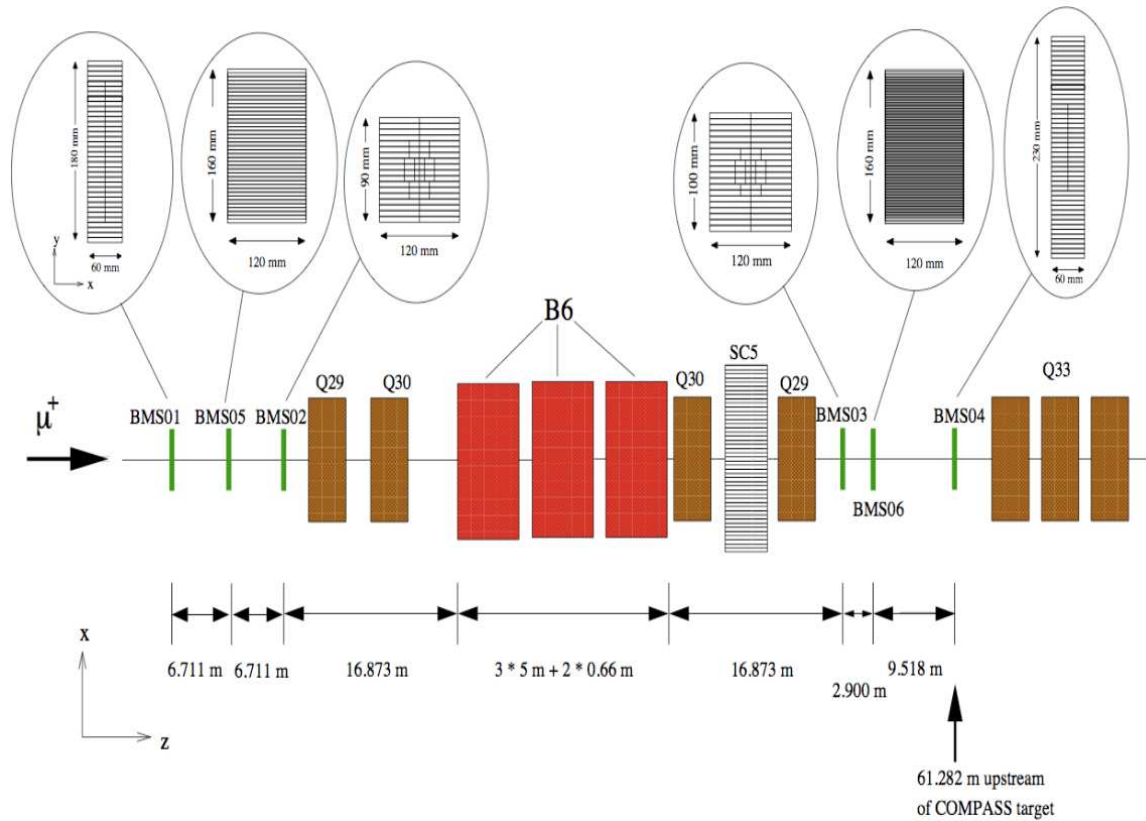 180 mm
y
x
60 mm
160 mm
120 mm
90 mm
120 mm
100 mm
120 mm
160 mm
120 mm
230 mm
60 mm
B6
SC5
Q29
Q30
Q30
Q29
Q33
μ+
BMS01
BMS05
BMS02
BMS03
BMS04
BMS06
x
z
6.711 m
6.711 m
16.873 m
3 * 5 m + 2 * 0.66 m
16.873 m
2.900 m
9.518 m
61.282 m upstream
of COMPASS target